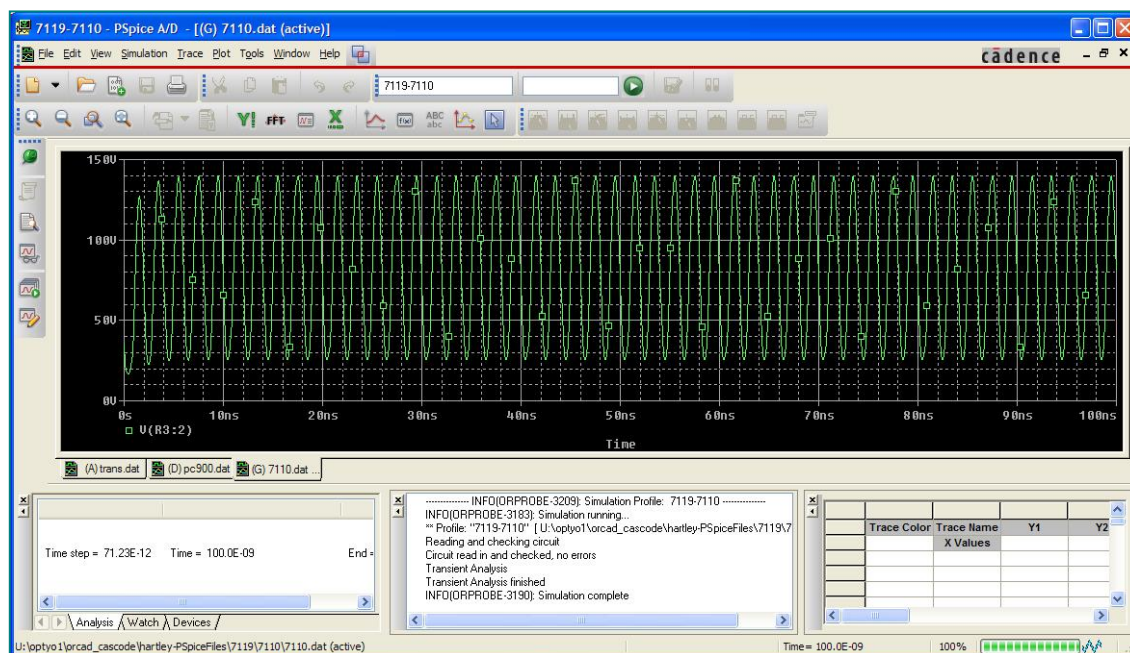 7119-7110 - PSpice A/D - [(G) 7110.dat (active)]
File Edit View Simulation Trace Plot Tools Window Help
cādence
7119-7110
FFT
ABC
abc
150V
100V
50V
0V
0s 10ns 20ns 30ns 40ns 50ns 60ns 70ns 80ns 90ns 100ns
V(R3:2)
Time
(A) trans.dat (D) pc900.dat (G) 7110.dat ...
Time step = 71.23E-12 Time = 100.0E-09 End =
Analysis Watch Devices
--------------- INFO(ORPROBE-3209): Simulation Profile: 7119-7110 ---------------
INFO(ORPROBE-3183): Simulation running...
** Profile: "7119-7110" [ U:\optyo1\orcad_cascode\hartley-PSpiceFiles\7119\7
Reading and checking circuit
Circuit read in and checked, no errors
Transient Analysis
Transient Analysis finished
INFO(ORPROBE-3190): Simulation complete
Trace Color Trace Name Y1 Y2
X Values
U:\optyo1\orcad_cascode\hartley-PSpiceFiles\7119\7110\7110.dat (active) Time= 100.0E-09 100%